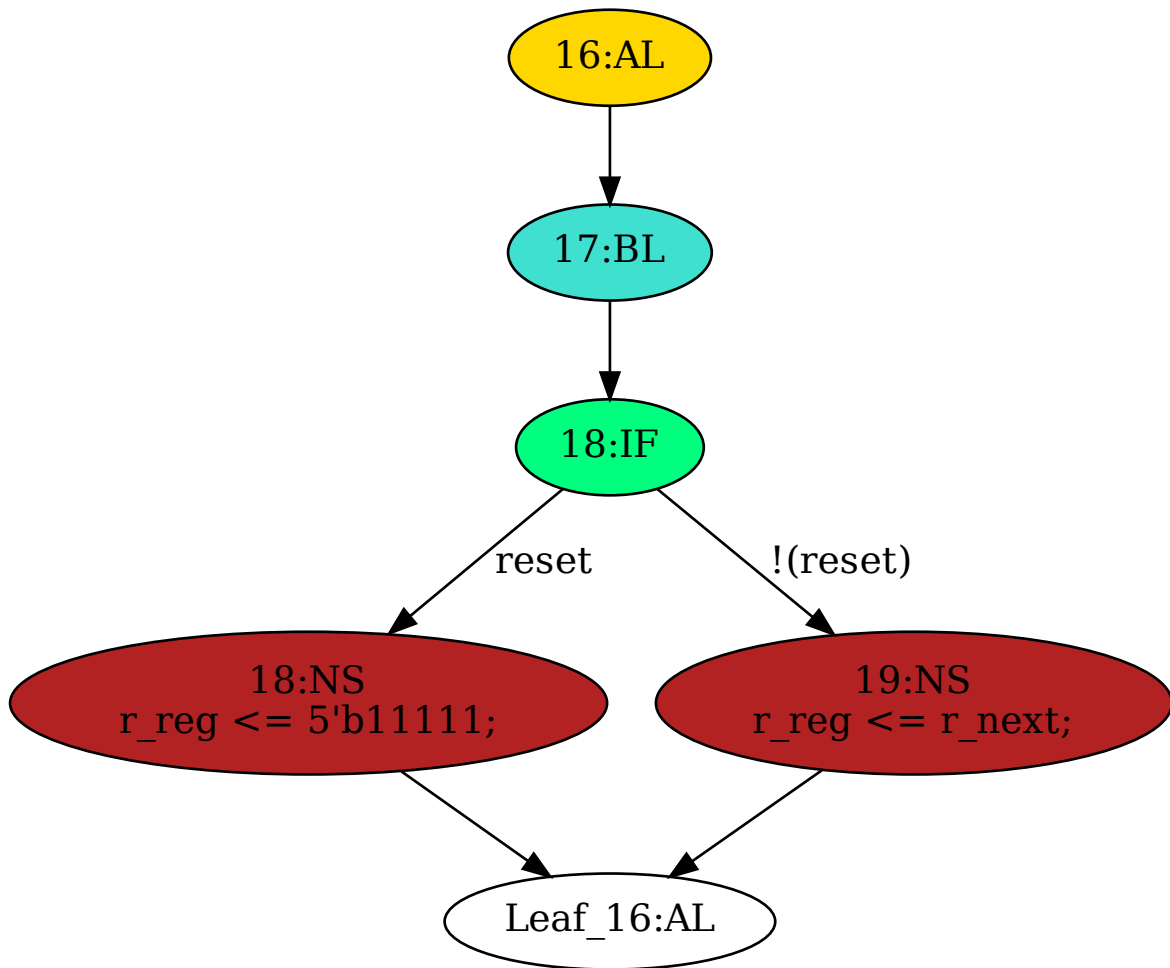 16:AL
17:BL
18:IF
reset
!(reset)
18:NS
r_reg <= 5'b11111;
19:NS
r_reg <= r_next;
Leaf_16:AL